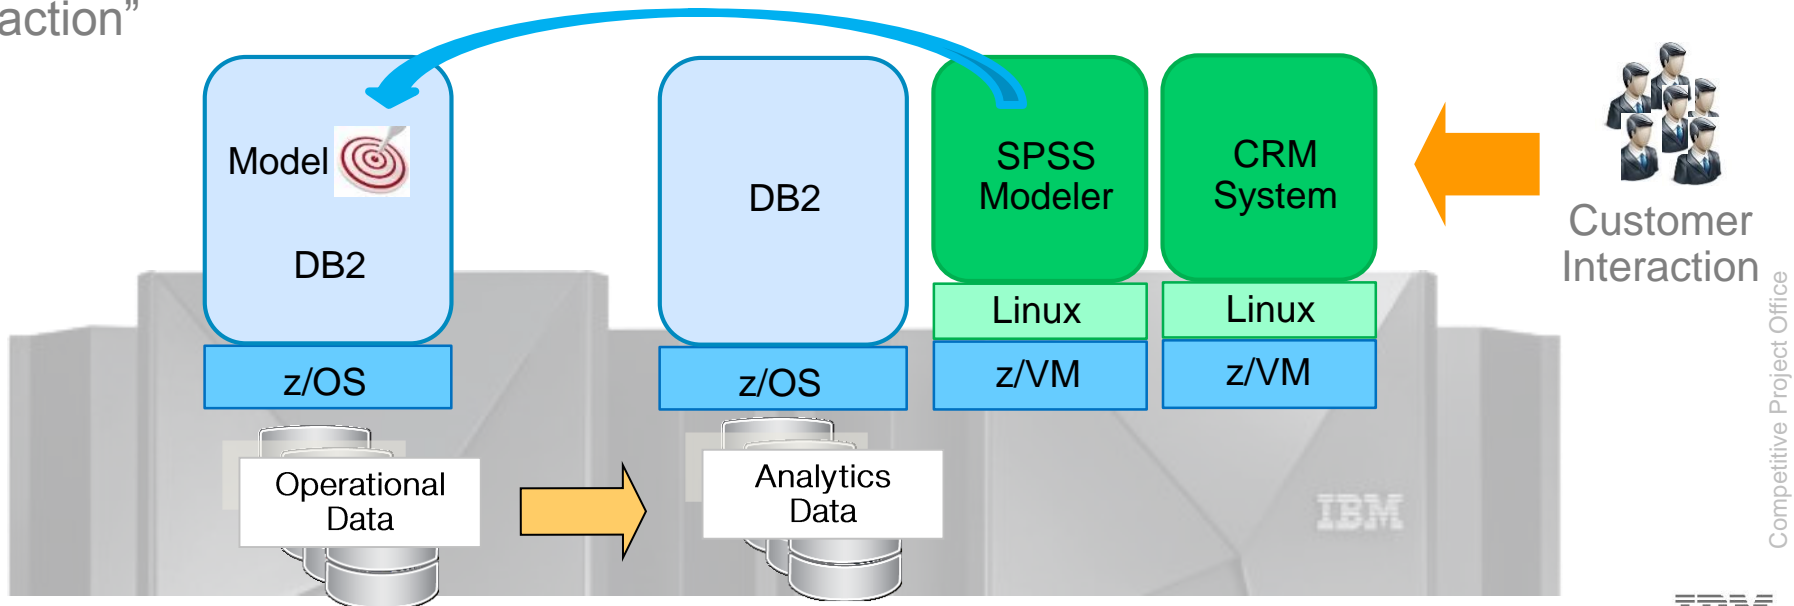 action”
Model
DB2
z/OS
DB2
z/OS
SPSS
Modeler
Linux
z/VM
CRM
System
Linux
z/VM
Customer
Interaction
Operational
Data
Analytics
Data
IBM
Competitive Project Office
IBM